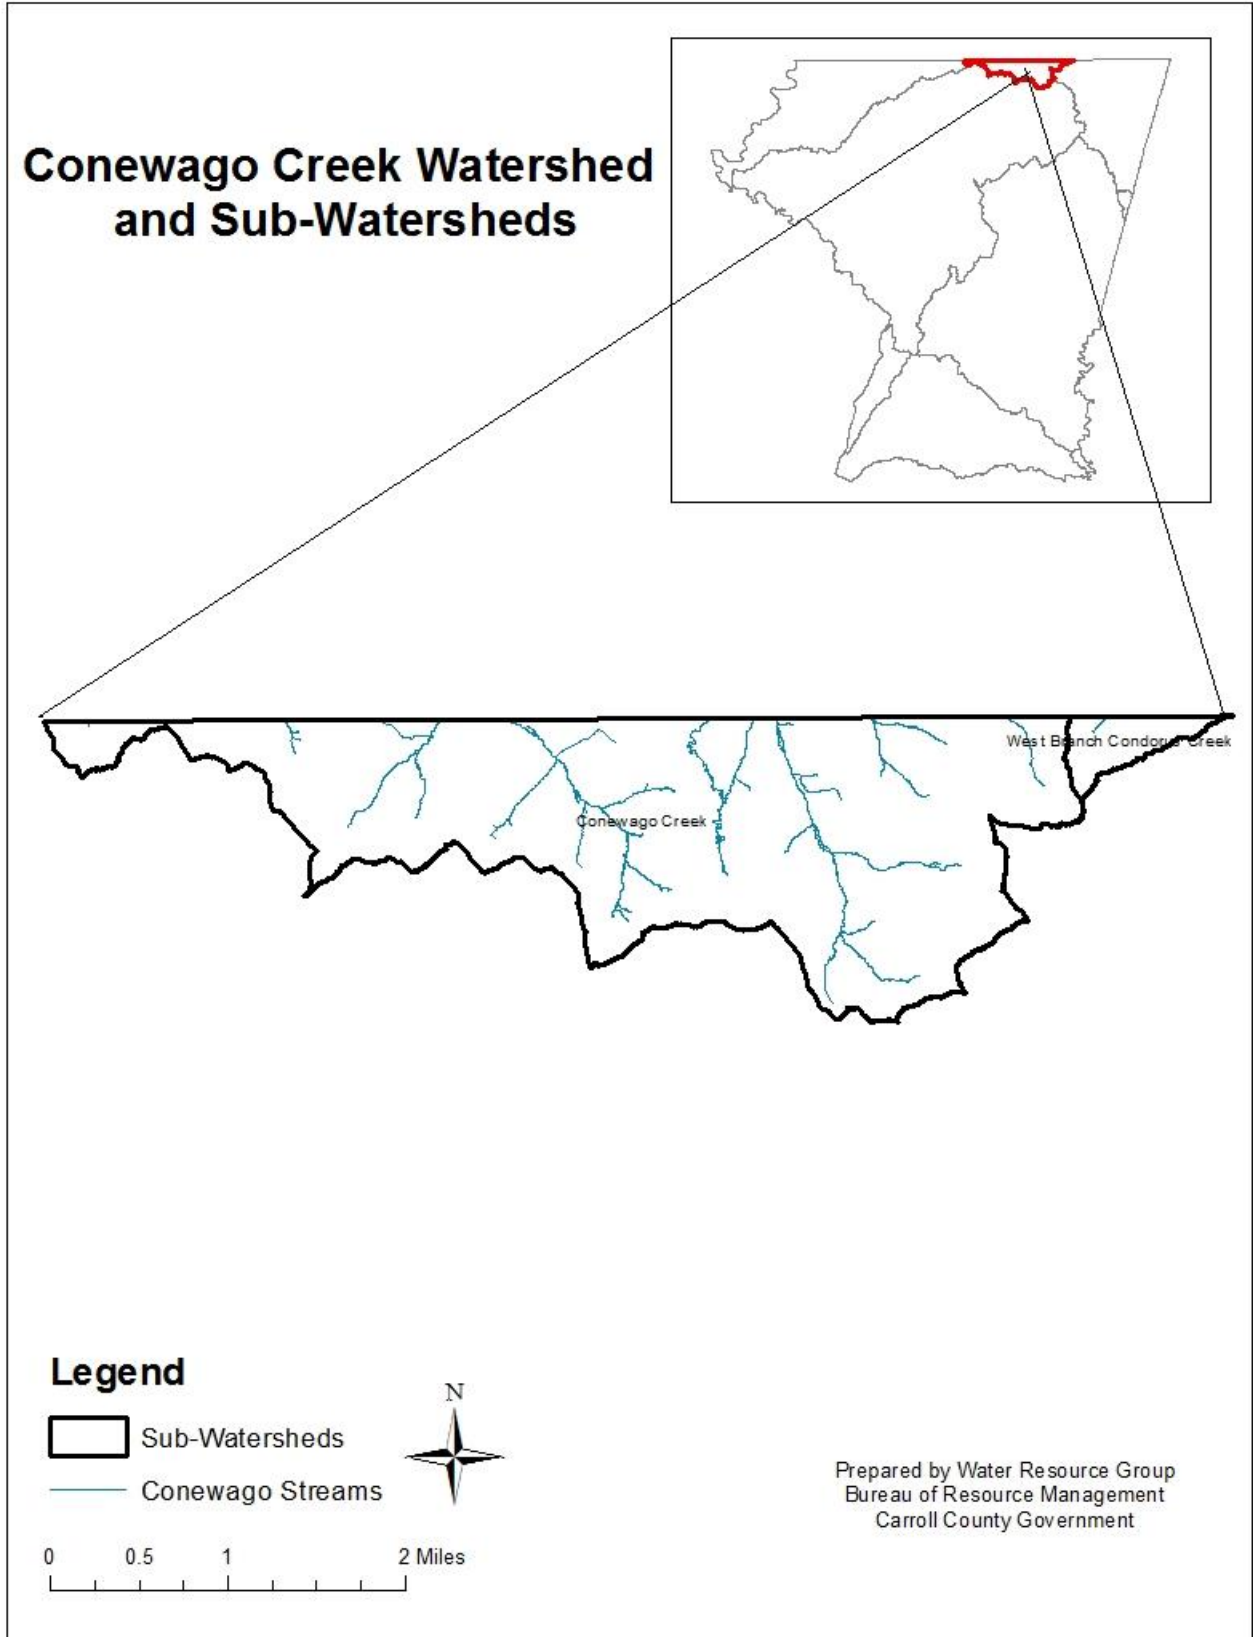 Conewago Creek Watershed
and Sub-Watersheds
West Branch Condorus Creek
Conewago Creek
Legend
Sub-Watersheds
Conewago Streams
N
0 0.5 1 2 Miles
Prepared by Water Resource Group
Bureau of Resource Management
Carroll County Government